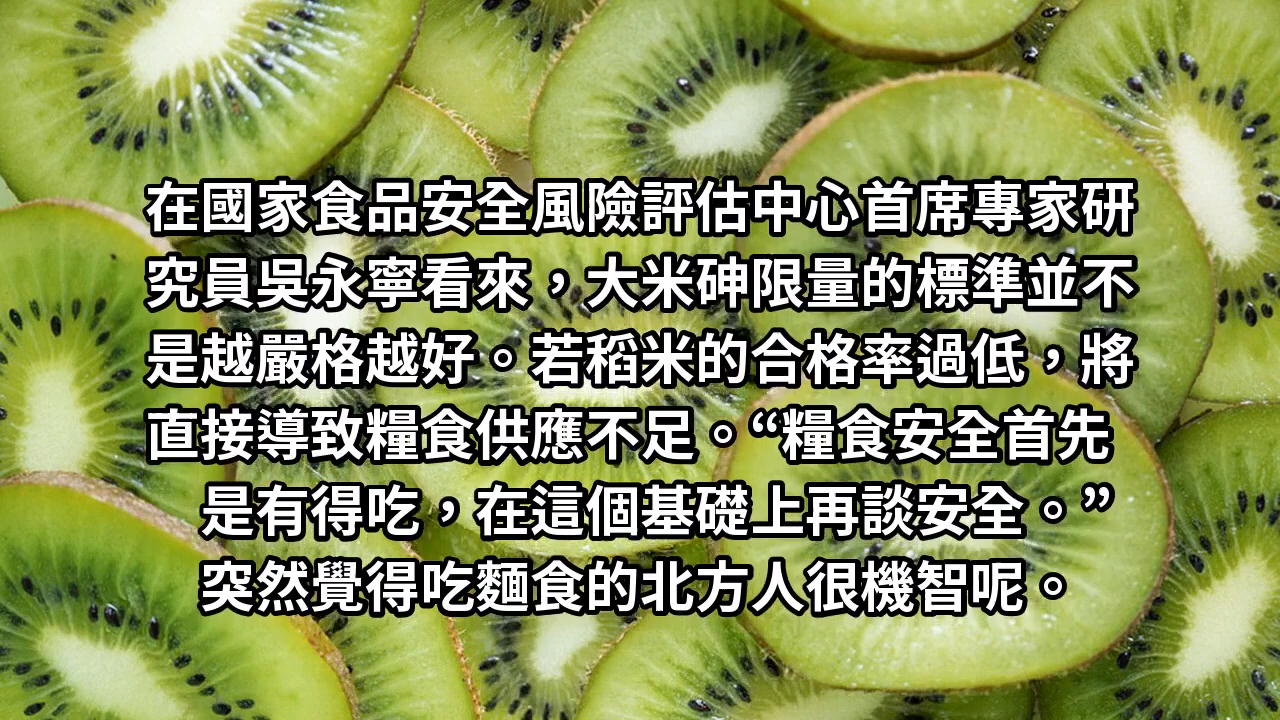 在國家食品安全風險評估中心首席專家研
究員吳永寧看來，大米砷限量的標準並不
是越嚴格越好。若稻米的合格率過低，將
直接導致糧食供應不足。“糧食安全首先
是有得吃，在這個基礎上再談安全。”
突然覺得吃麵食的北方人很機智呢。